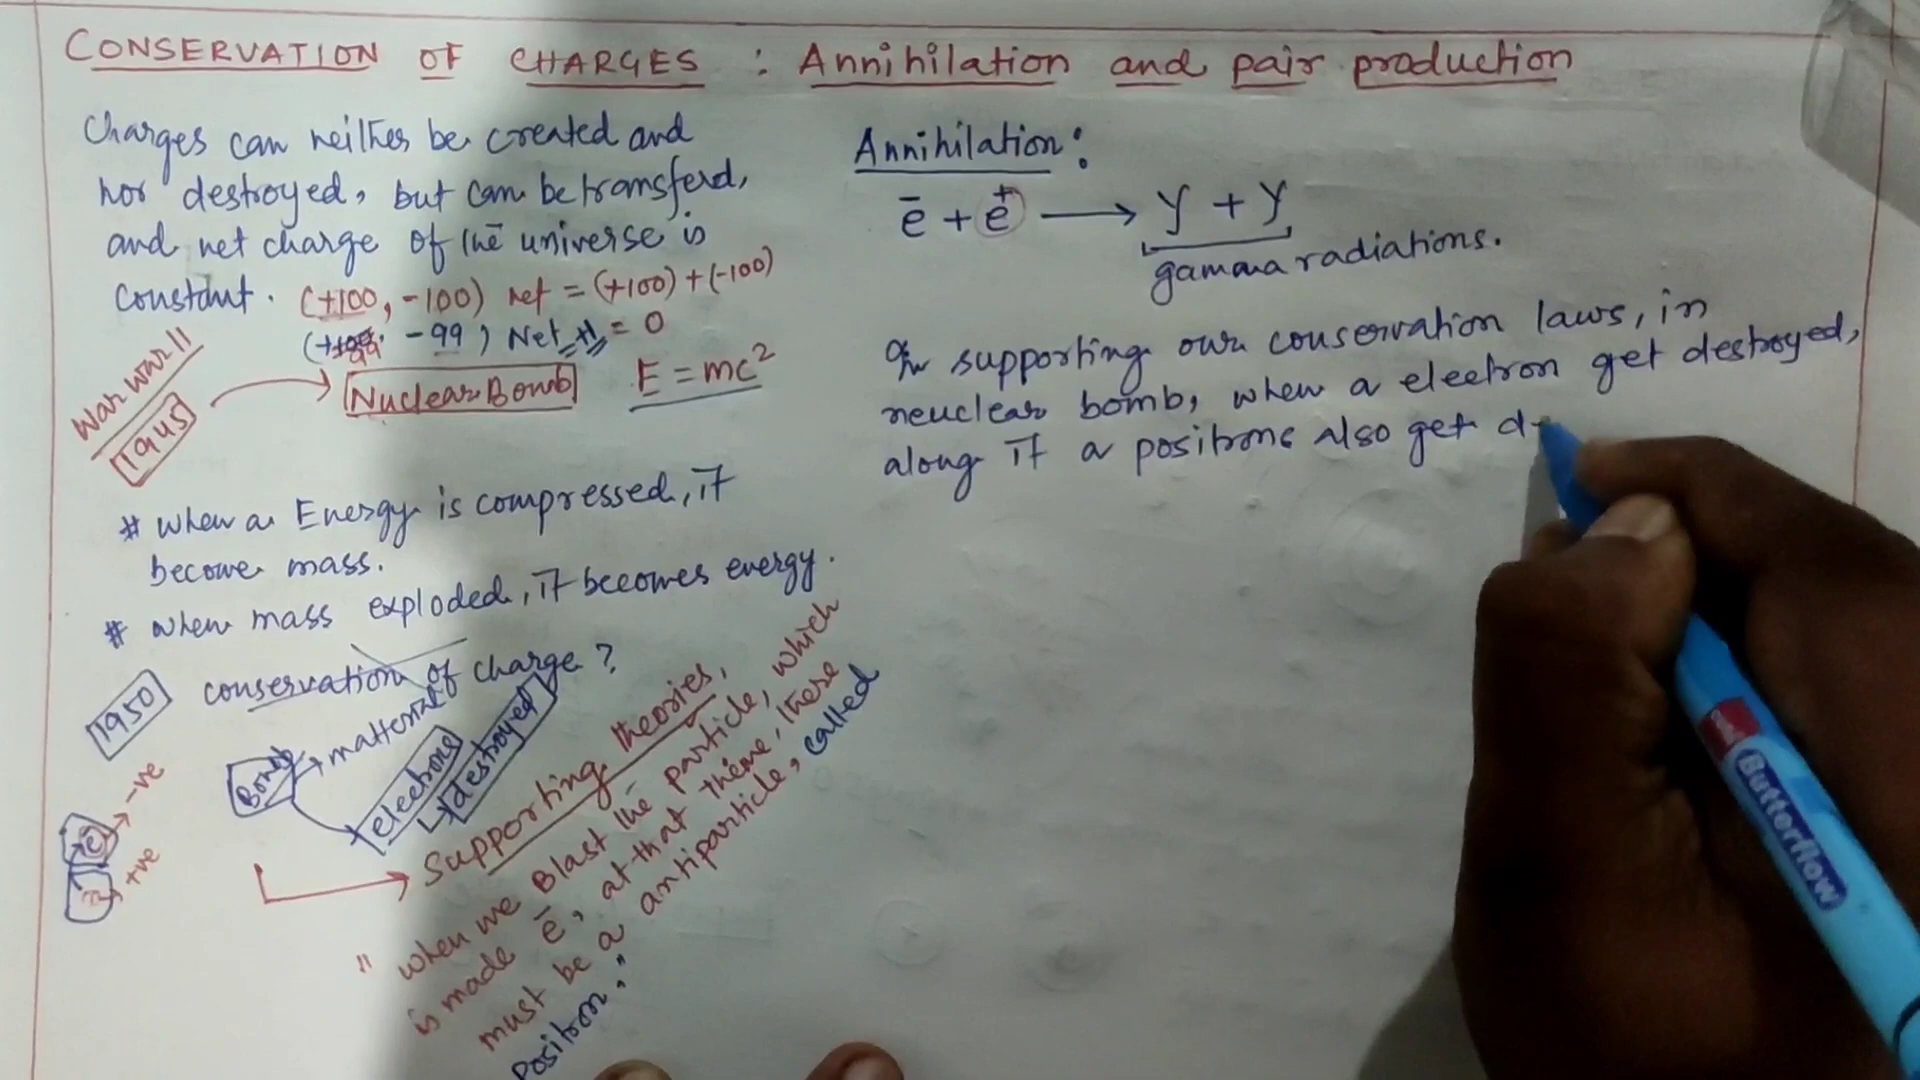 CONSERVATION OF CHARGES : Annihilation and pair production
Charges can neither be created and
nor destroyed, but can be transferd,
and net charge of the universe is
constant. (+100, -100) net = (+100) + (-100)
= 0
(+99, -99) Net
War War II
1945
Nuclear Bomb
E = mc²
# when a Energy is compressed, it
become mass.
# when mass exploded, it becomes energy.
1950
conservation of charge?
Bomb
matterial
electrons
destroyed
e⁻ → -ve
+ve
Supporting theories,
" when we Blast the particle, which
is made e⁻, at that theme, there
must be a antiparticle, called
Positron."
Annihilation:
e⁻ + e⁺ ⟶ γ + γ
gamma radiations.
In supporting our conservation laws, in
neuclear bomb, when a electron get destroyed,
along it a positrons also get d
Butterflow